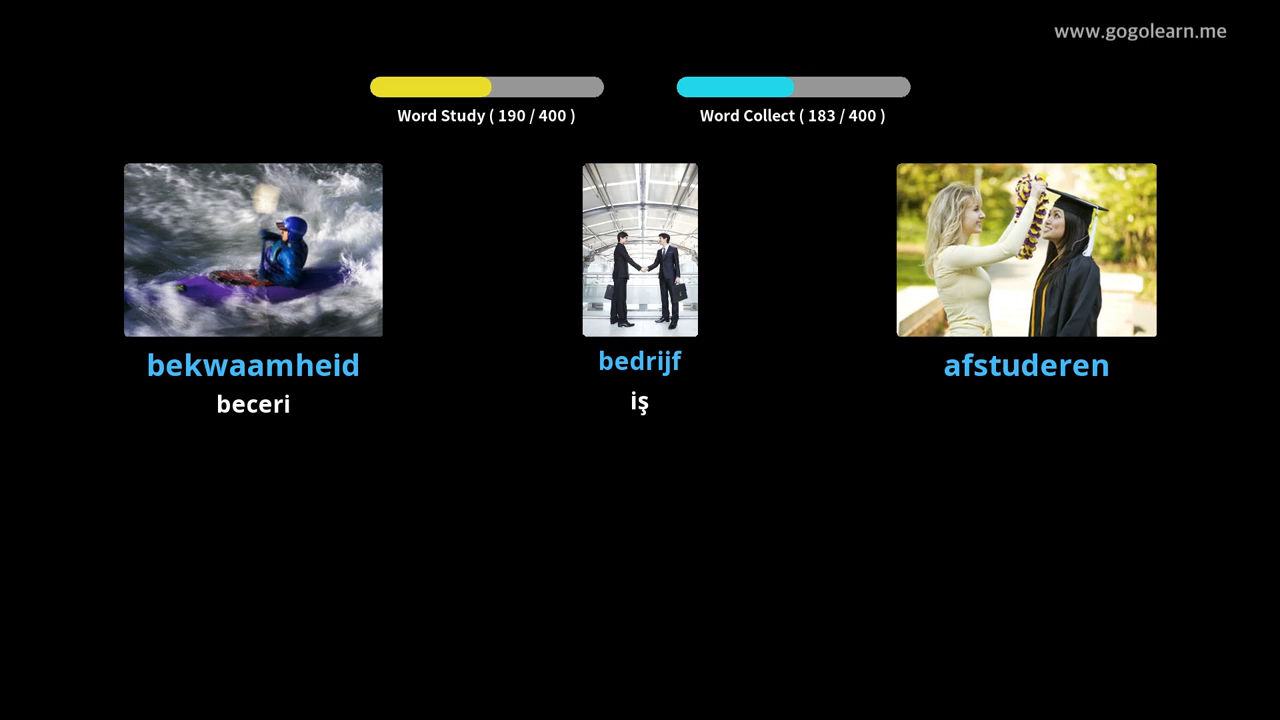 www.gogolearn.me
Word Study ( 190 / 400 )
Word Collect ( 183 / 400 )
bekwaamheid
beceri
bedrijf
iş
afstuderen